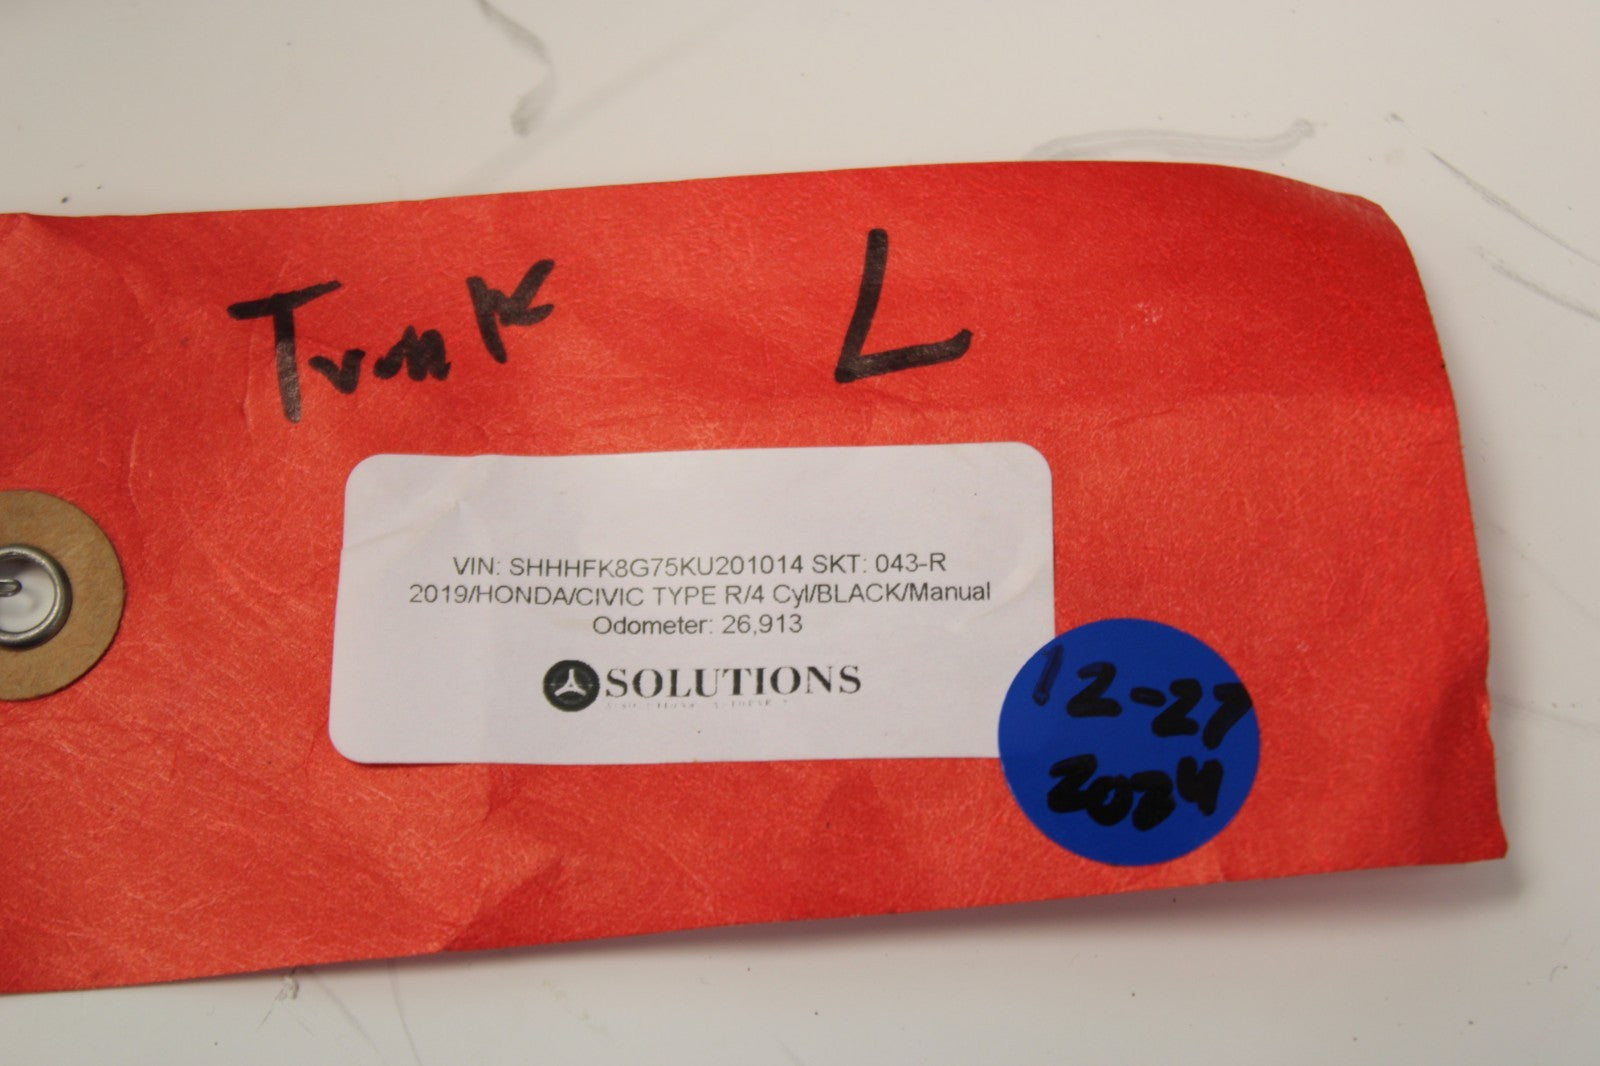 Trunk L
VIN: SHHHFK8G75KU201014 SKT: 043-R
2019/HONDA/CIVIC TYPE R/4 Cyl/BLACK/Manual
Odometer: 26,913
SOLUTIONS
12-27
2024